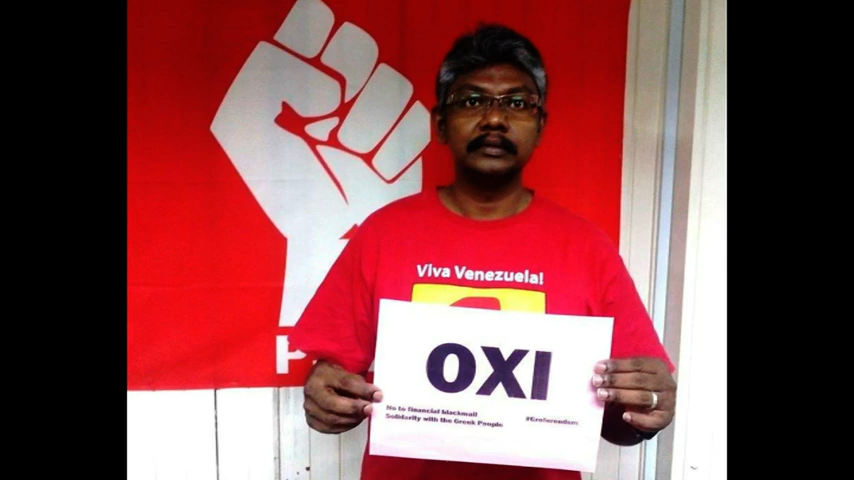 Viva Venezuela!
OXI
No to financial blackmail
Solidarity with the Greek People
#Greferendum